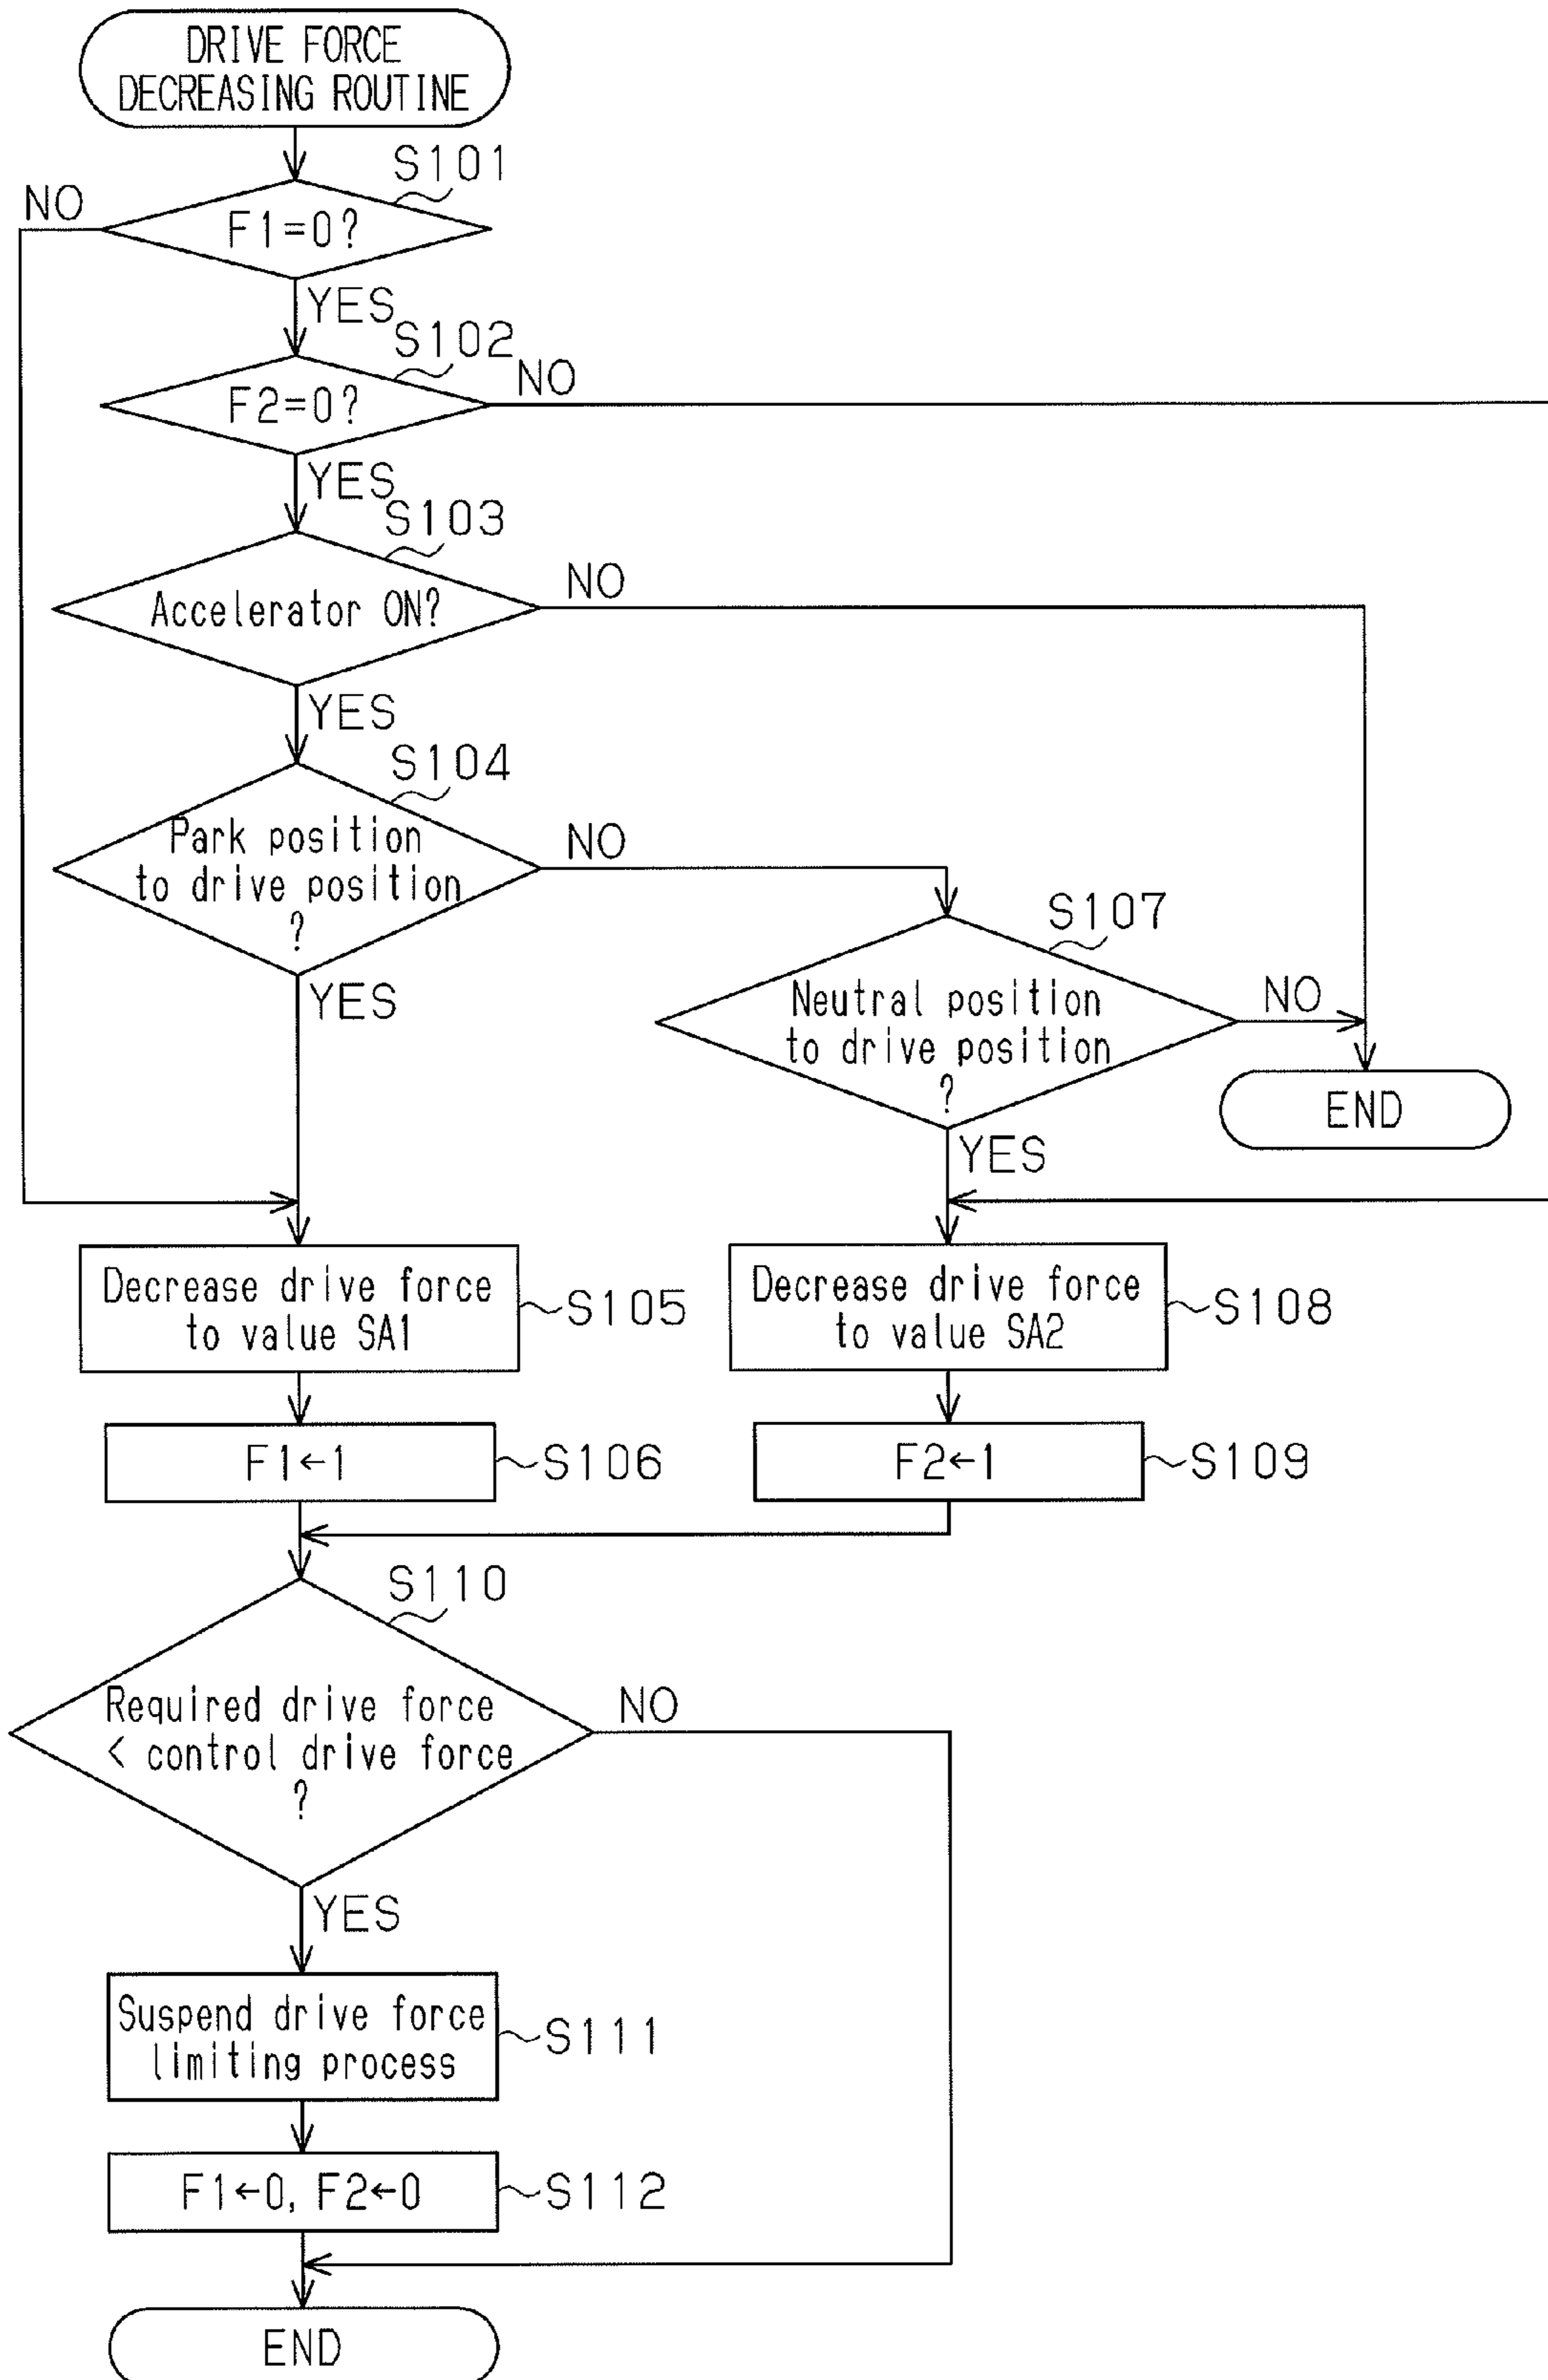 DRIVE FORCE
DECREASING ROUTINE
S101
NO
F1=0?
YES
S102
NO
F2=0?
YES
S103
NO
Accelerator ON?
YES
S104
Park position
to drive position
?
NO
YES
S107
Neutral position
to drive position
?
NO
END
YES
Decrease drive force
to value SA1
S105
Decrease drive force
to value SA2
S108
F1←1
S106
F2←1
S109
S110
Required drive force
< control drive force
?
NO
YES
Suspend drive force
limiting process
S111
F1←0, F2←0
S112
END